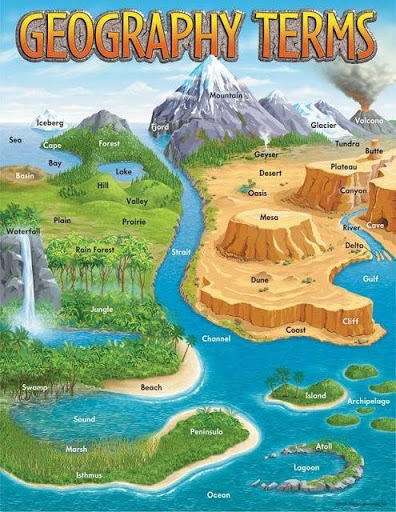 GEOGRAPHY TERMS
Mountain
Iceberg
Volcano
Fjord
Glacier
Sea
Cape
Forest
Tundra
Butte
Bay
Geyser
Plateau
Basin
Lake
Desert
Hill
Oasis
Canyon
Valley
Plain
Prairie
Mesa
River
Cave
Waterfall
Delta
Rain Forest
Strait
Dune
Gulf
Jungle
Cliff
Coast
Channel
Swamp
Beach
Island
Archipelago
Sound
Peninsula
Marsh
Atoll
Lagoon
Isthmus
Ocean